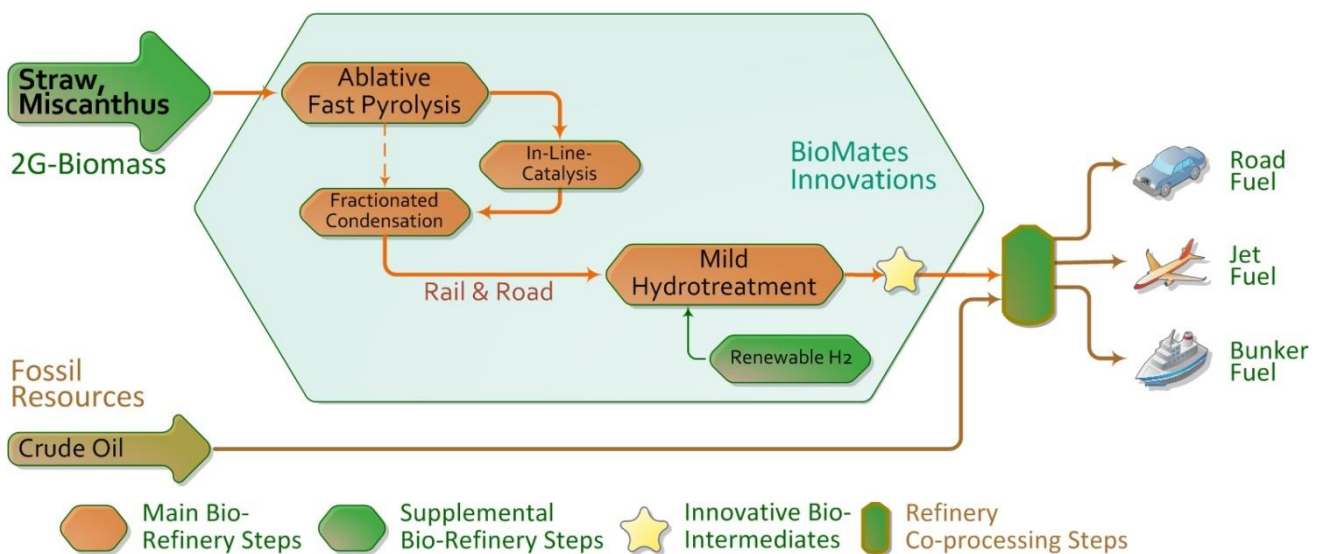 Straw,
Miscanthus
2G-Biomass
Ablative
Fast Pyrolysis
In-Line-
Catalysis
Fractionated
Condensation
BioMates
Innovations
Rail & Road
Mild
Hydrotreatment
Renewable H2
Road
Fuel
Jet
Fuel
Bunker
Fuel
Fossil
Resources
Crude Oil
Main Bio-
Refinery Steps
Supplemental
Bio-Refinery Steps
Innovative Bio-
Intermediates
Refinery
Co-processing Steps